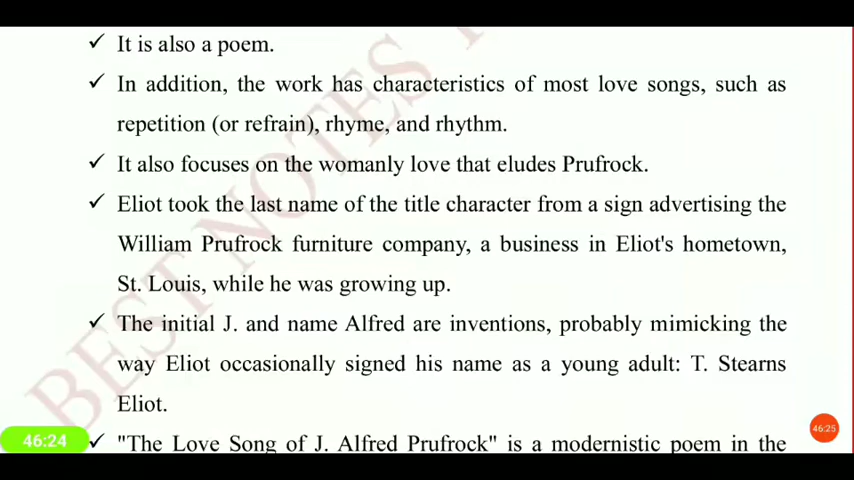 ✓ It is also a poem.
✓ In addition, the work has characteristics of most love songs, such as
repetition (or refrain), rhyme, and rhythm.
✓ It also focuses on the womanly love that eludes Prufrock.
✓ Eliot took the last name of the title character from a sign advertising the
William Prufrock furniture company, a business in Eliot's hometown,
St. Louis, while he was growing up.
✓ The initial J. and name Alfred are inventions, probably mimicking the
way Eliot occasionally signed his name as a young adult: T. Stearns
Eliot.
✓ "The Love Song of J. Alfred Prufrock" is a modernistic poem in the
BEST NOTES
46:24
46:25